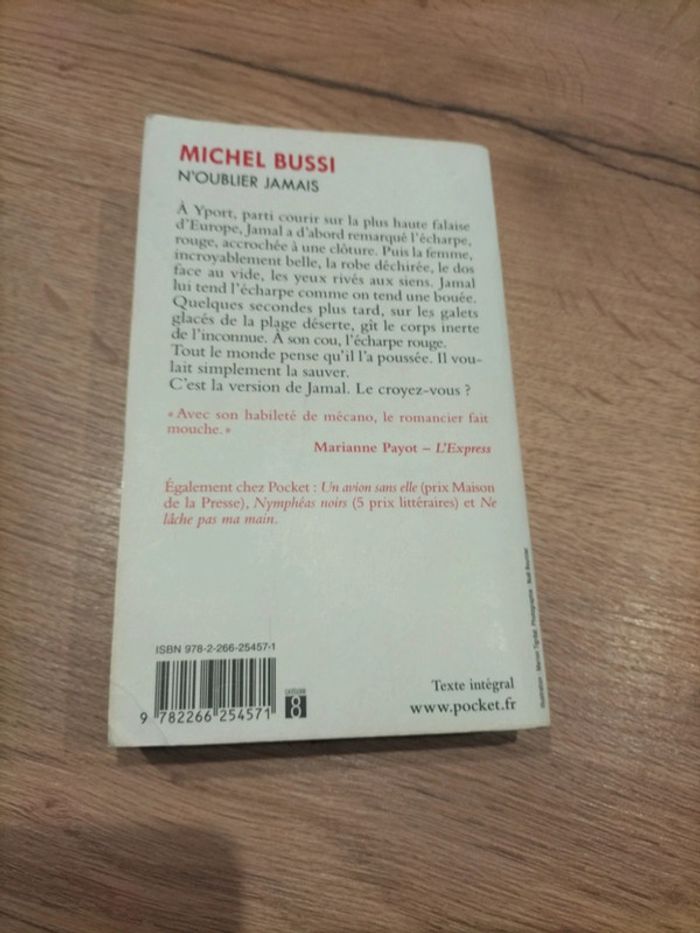 MICHEL BUSSI
N'OUBLIER JAMAIS
À Yport, parti courir sur la plus haute falaise
d'Europe, Jamal a d'abord remarqué l'écharpe,
rouge, accrochée à une clôture. Puis la femme,
incroyablement belle, la robe déchirée, le dos
face au vide, les yeux rivés aux siens. Jamal
lui tend l'écharpe comme on tend une bouée.
Quelques secondes plus tard, sur les galets
glacés de la plage déserte, gît le corps inerte
de l'inconnue. À son cou, l'écharpe rouge.
Tout le monde pense qu'il l'a poussée. Il vou-
lait simplement la sauver.
C'est la version de Jamal. Le croyez-vous ?
« Avec son habileté de mécano, le romancier fait
mouche. »
Marianne Payot – L'Express
Également chez Pocket : Un avion sans elle (prix Maison
de la Presse), Nymphéas noirs (5 prix littéraires) et Ne
lâche pas ma main.
ISBN 978-2-266-25457-1
9 782266 254571
CATÉGORIE
8
Texte intégral
www.pocket.fr
Illustration : Marion Tigréat. Photographie :